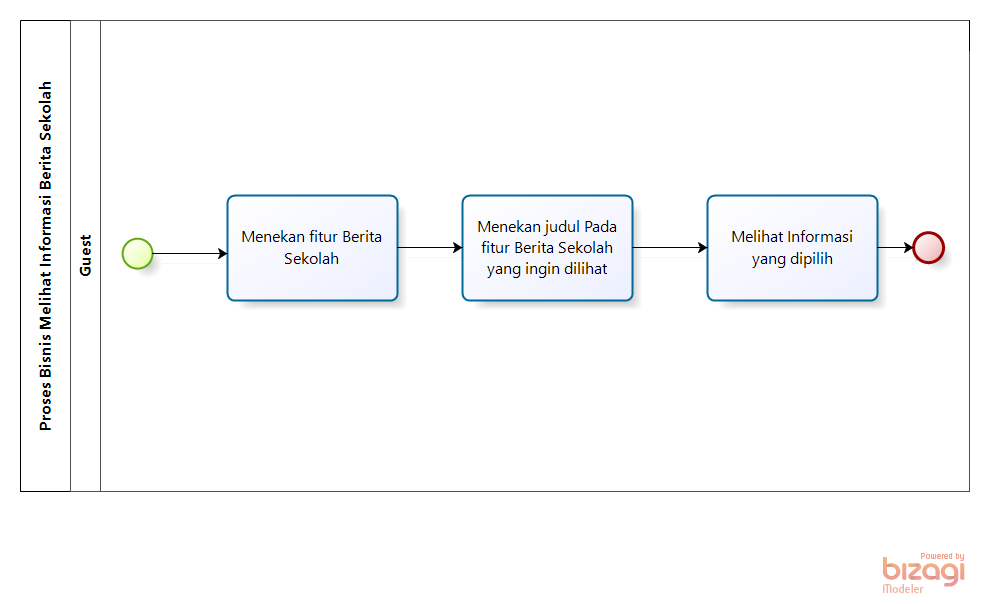 Proses Bisnis Melihat Informasi Berita Sekolah
Guest
Menekan fitur Berita
Sekolah
Menekan judul Pada
fitur Berita Sekolah
yang ingin dilihat
Melihat Informasi
yang dipilih
Powered by
bizagi
Modeler